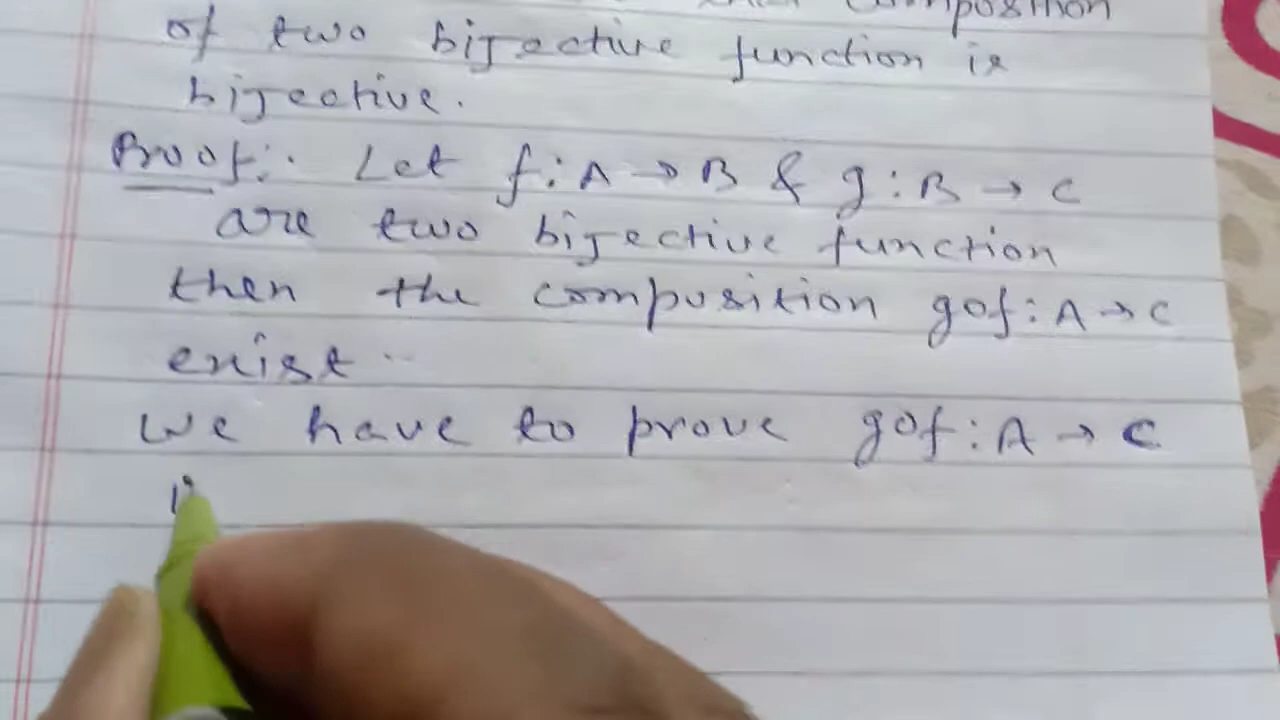 composition
of two bijective function is
bijective.
Proof:. Let f : A → B & g : B → C
are two bijective function
then the composition gof : A → C
exist
We have to prove gof : A → C